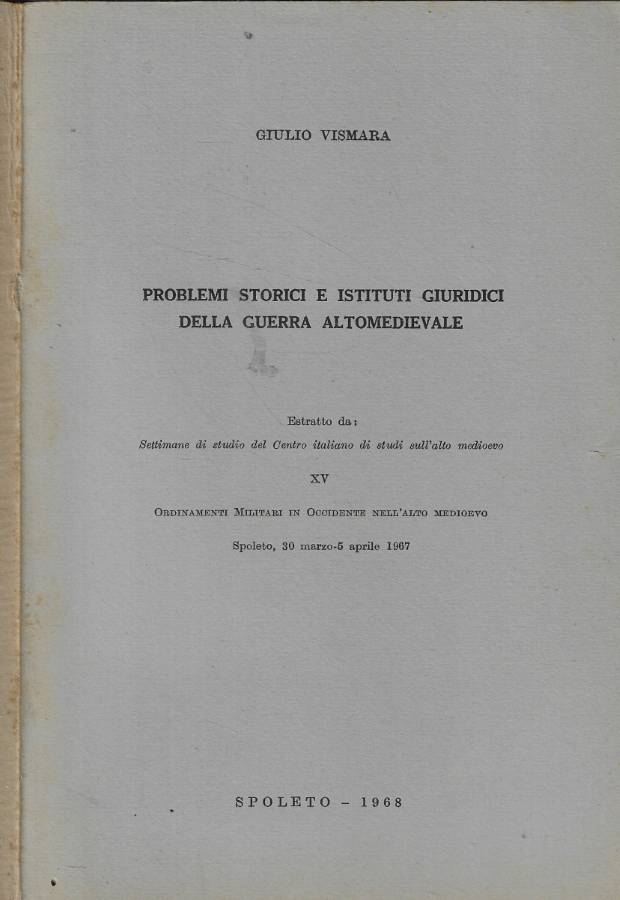 GIULIO VISMARA
PROBLEMI STORICI E ISTITUTI GIURIDICI
DELLA GUERRA ALTOMEDIEVALE
Estratto da:
Settimane di studio del Centro italiano di studi sull'alto medioevo
XV
ORDINAMENTI MILITARI IN OCCIDENTE NELL'ALTO MEDIOEVO
Spoleto, 30 marzo-5 aprile 1967
SPOLETO - 1968